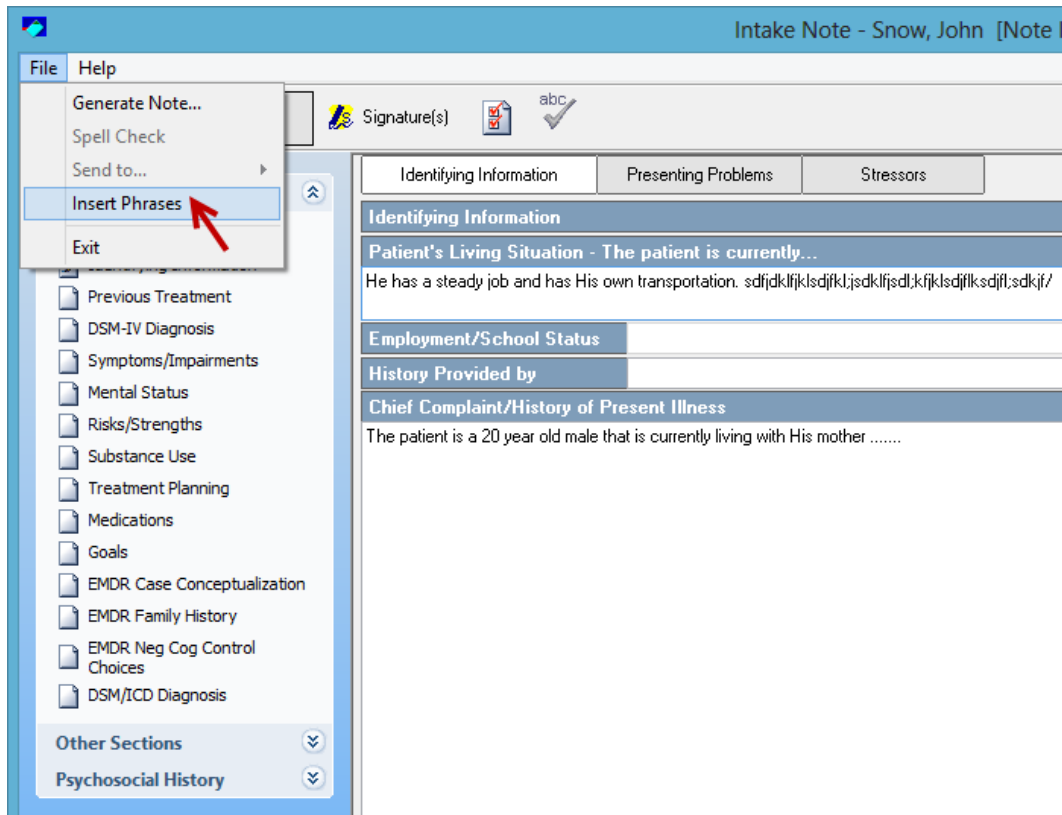 Intake Note - Snow, John [Note
File Help
Generate Note...
Spell Check
Send to...
Insert Phrases
Exit
Signature(s)
abc
Identifying Information
Presenting Problems
Stressors
Previous Treatment
DSM-IV Diagnosis
Symptoms/Impairments
Mental Status
Risks/Strengths
Substance Use
Treatment Planning
Medications
Goals
EMDR Case Conceptualization
EMDR Family History
EMDR Neg Cog Control
Choices
DSM/ICD Diagnosis
Other Sections
Psychosocial History
Identifying Information
Patient's Living Situation - The patient is currently...
He has a steady job and has His own transportation. sdfjdklfjklsdjfkl;jsdklfjsdl;kfjklsdjflksdjfl;sdkjf/
Employment/School Status
History Provided by
Chief Complaint/History of Present Illness
The patient is a 20 year old male that is currently living with His mother .......